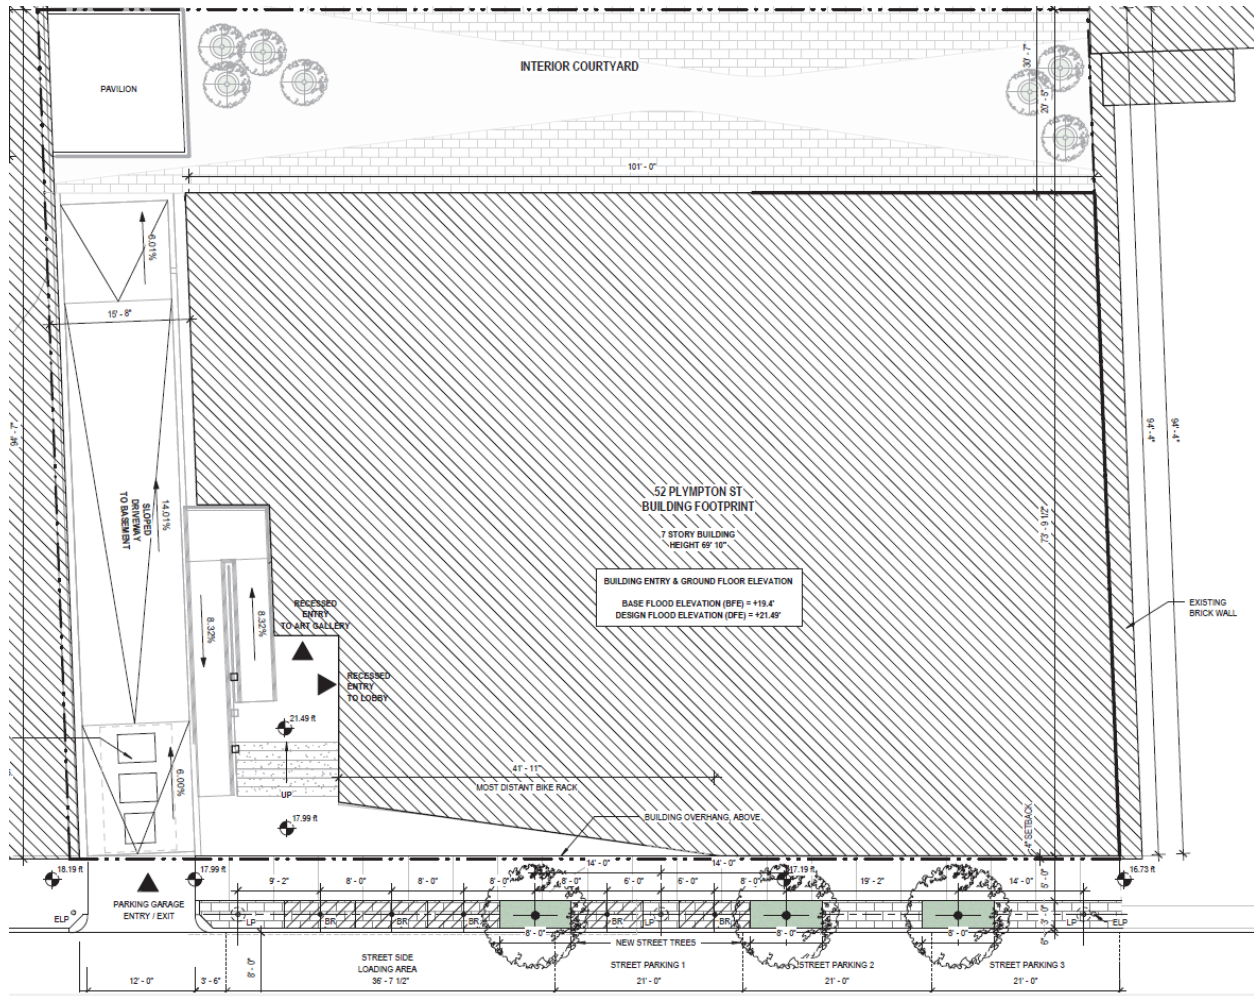 INTERIOR COURTYARD
PAVILION
30' - 7"
20' - 5"
101' - 0"
6.01%
15' - 8"
94' - 4"
94' - 4"
SLOPED
DRIVEWAY
TO BASEMENT
14.01%
52 PLYMPTON ST
BUILDING FOOTPRINT
7 STORY BUILDING
HEIGHT 69' 10"
73' - 9 1/2"
BUILDING ENTRY & GROUND FLOOR ELEVATION
BASE FLOOD ELEVATION (BFE) = +19.4'
DESIGN FLOOD ELEVATION (DFE) = +21.49'
EXISTING
BRICK WALL
8.32%
8.32%
RECESSED
ENTRY
TO ART GALLERY
RECESSED
ENTRY
TO LOBBY
21.49 ft
6.00%
UP
41' - 11"
MOST DISTANT BIKE RACK
17.99 ft
BUILDING OVERHANG, ABOVE
4" SETBACK
18.19 ft
17.99 ft
14' - 0"
14' - 0"
17.19 ft
16.73 ft
9' - 2"
8' - 0"
8' - 0"
8' - 0"
8' - 0"
6' - 0"
6' - 0"
8' - 0"
19' - 2"
14' - 0"
5' - 0"
PARKING GARAGE
ENTRY / EXIT
ELP
LP
BR
BR
BR
BR
LP
BR
LP
ELP
3' - 0"
6"
8' - 0"
8' - 0"
8' - 0"
NEW STREET TREES
8' - 0"
STREET SIDE
LOADING AREA
36' - 7 1/2"
STREET PARKING 1
STREET PARKING 2
STREET PARKING 3
12' - 0"
3' - 6"
21' - 0"
21' - 0"
21' - 0"